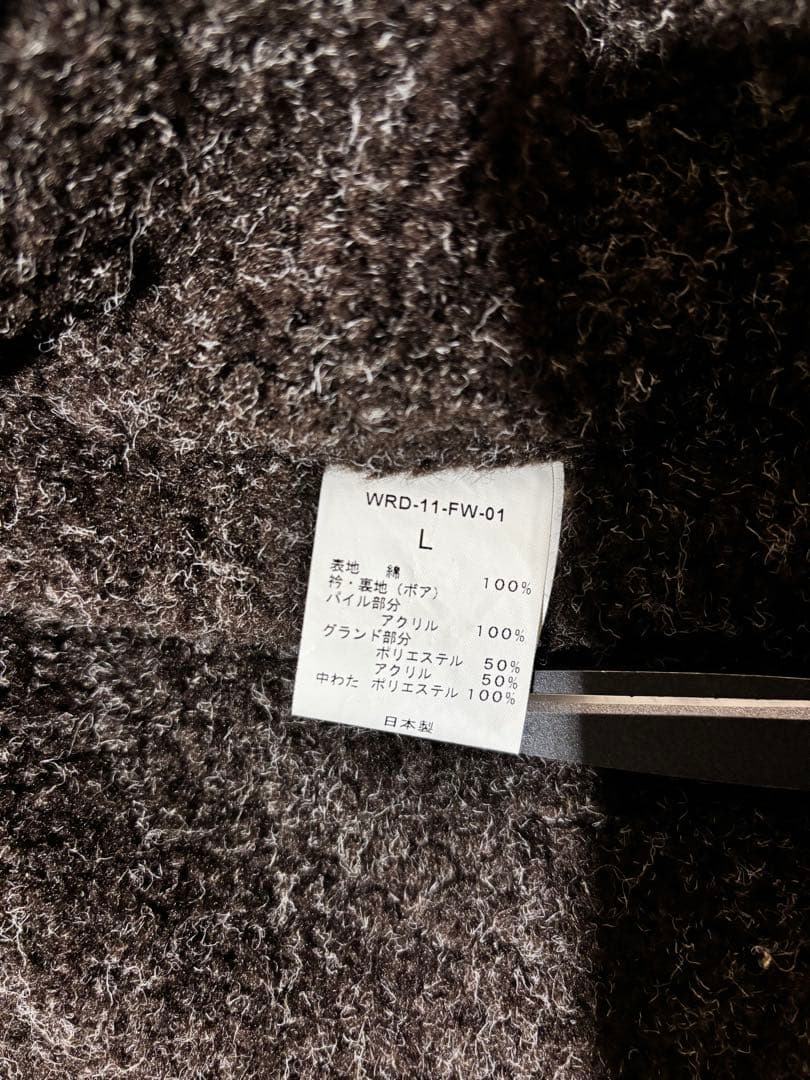 WRD-11-FW-01
L
表地 綿 100%
衿・裏地(ボア)
パイル部分
アクリル 100%
グランド部分
ポリエステル 50%
アクリル 50%
中わた ポリエステル 100%
日本製